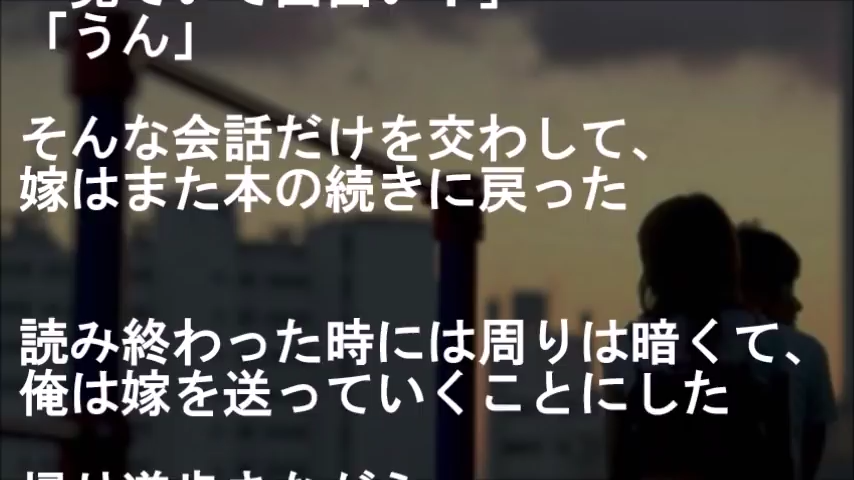 「うん」
そんな会話だけを交わして、
嫁はまた本の続きに戻った
読み終わった時には周りは暗くて、
俺は嫁を送っていくことにした